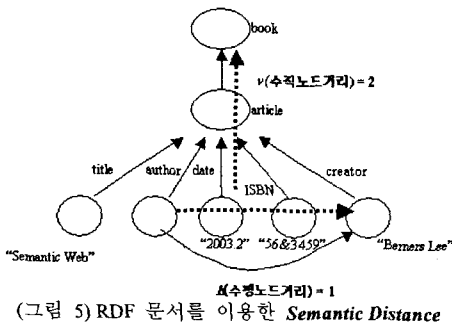 book
v(수직노드거리) = 2
article
title
author
date
creator
ISBN
"Semantic Web"
"2003.2"
"56&3459"
"Berners Lee"
h(수평노드거리) = 1
(그림 5) RDF 문서를 이용한 Semantic Distance